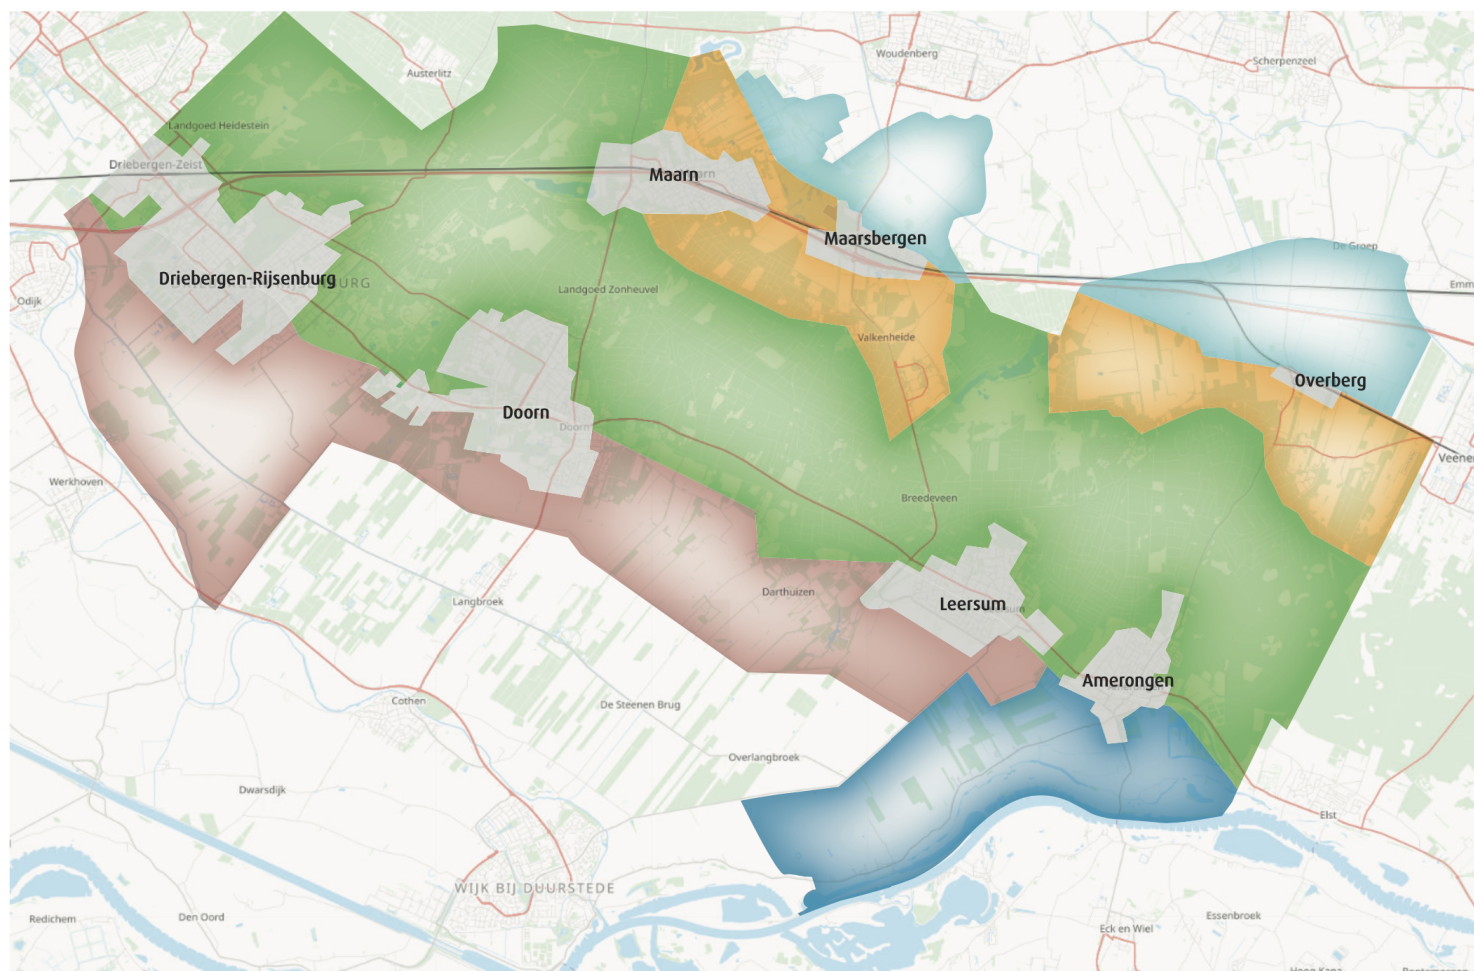 Woudenberg
Scherpenzeel
Austerlitz
Landgoed Heidestein
Driebergen-Zeist
Maarn
Maarsbergen
De Groep
Driebergen-Rijsenburg
Odijk
Landgoed Zonheuvel
Emm
Valkenheide
Overberg
Doorn
Doorn
Veenen
Werkhoven
Breedeveen
Darthuizen
Langbroek
Leersum
Amerongen
Cothen
De Steenen Brug
Overlangbroek
Dwarsdijk
Elst
WIJK BIJ DUURSTEDE
Redichem
Den Oord
Essenbroek
Eck en Wiel